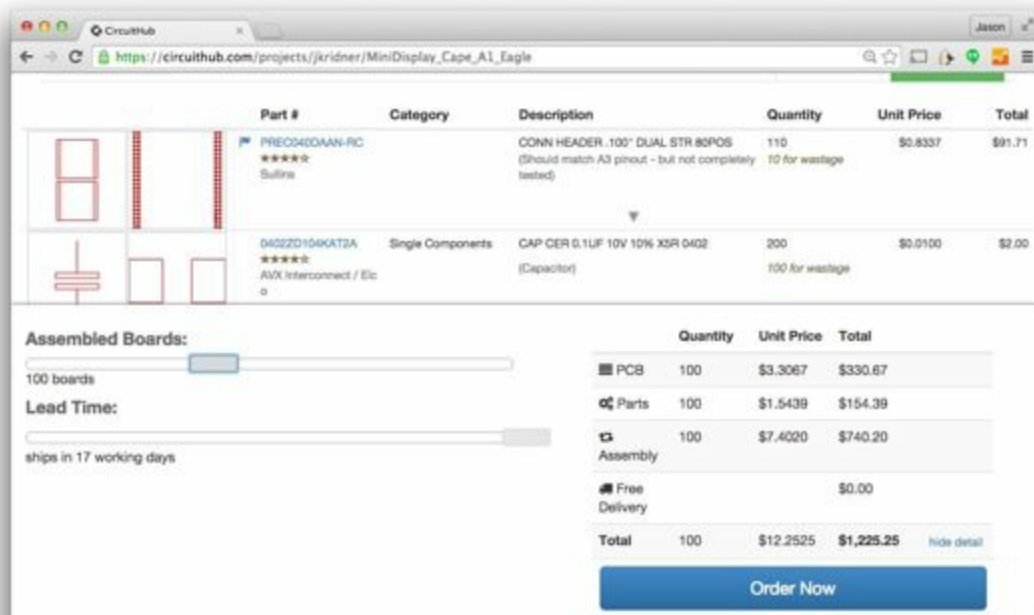 CircuitHub
Jason
https://circuithub.com/projects/jkridner/MiniDisplay_Cape_A1_Eagle
Part # Category Description Quantity Unit Price Total
PREC040DAAN-RC CONN HEADER .100" DUAL STR 80POS 110 $0.8337 $91.71
(Should match A3 pinout - but not completely 10 for wastage
Sullins tested)
0402ZD104KAT2A Single Components CAP CER 0.1UF 10V 10% X5R 0402 200 $0.0100 $2.00
AVX Interconnect / Elc (Capacitor) 100 for wastage
o
Assembled Boards:
100 boards
Lead Time:
ships in 17 working days
Quantity Unit Price Total
PCB 100 $3.3067 $330.67
Parts 100 $1.5439 $154.39
Assembly 100 $7.4020 $740.20
Free $0.00
Delivery
Total 100 $12.2525 $1,225.25 hide detail
Order Now